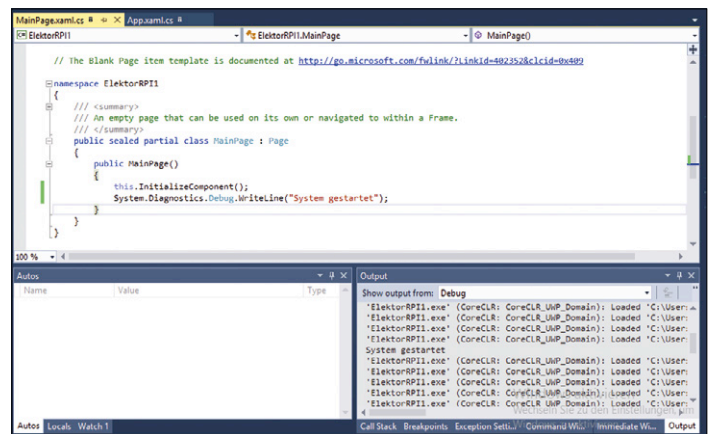 MainPage.xaml.cs App.xaml.cs
ElektorRPI1 ElektorRPI1.MainPage MainPage()
// The Blank Page item template is documented at http://go.microsoft.com/fwlink/?LinkId=402352&clcid=0x409
namespace ElektorRPI1
{
/// <summary>
/// An empty page that can be used on its own or navigated to within a Frame.
/// </summary>
public sealed partial class MainPage : Page
{
public MainPage()
{
this.InitializeComponent();
System.Diagnostics.Debug.WriteLine("System gestartet");
}
}
}
100 %
Autos
Name Value Type
Autos Locals Watch 1
Output
Show output from: Debug
'ElektorRPI1.exe' (CoreCLR: CoreCLR_UWP_Domain): Loaded 'C:\User:
'ElektorRPI1.exe' (CoreCLR: CoreCLR_UWP_Domain): Loaded 'C:\User:
'ElektorRPI1.exe' (CoreCLR: CoreCLR_UWP_Domain): Loaded 'C:\User:
'ElektorRPI1.exe' (CoreCLR: CoreCLR_UWP_Domain): Loaded 'C:\User:
System gestartet
'ElektorRPI1.exe' (CoreCLR: CoreCLR_UWP_Domain): Loaded 'C:\User:
'ElektorRPI1.exe' (CoreCLR: CoreCLR_UWP_Domain): Loaded 'C:\User:
'ElektorRPI1.exe' (CoreCLR: CoreCLR_UWP_Domain): Loaded 'C:\User:
'ElektorRPI1.exe' (CoreCLR: CoreCLR_UWP_Domain): Loaded 'C:\User:
'ElektorRPI1.exe' (CoreCLR: CoreCLR_UWP_Domain): Loaded 'C:\User:
Wechseln Sie zu den Einstellungen, um
Call Stack Breakpoints Exception Setti... Command Wi... Immediate Wi... Output